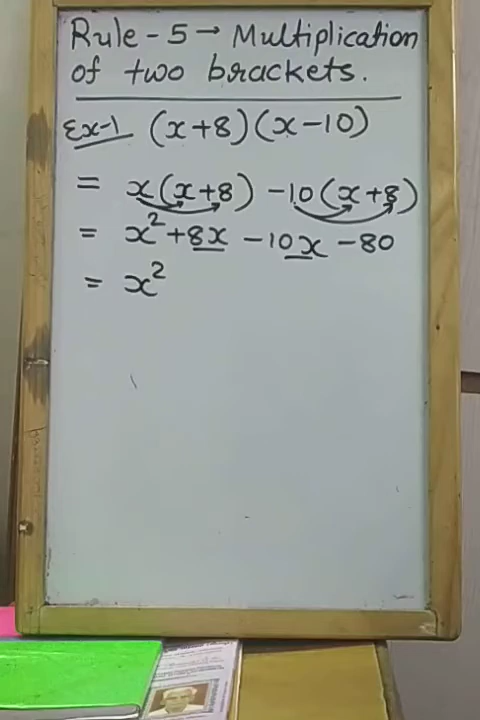 Rule - 5 → Multiplication
of two brackets.
Ex-1 (x+8)(x-10)
= x(x+8) -10(x+8)
= x² +8x -10x -80
= x²